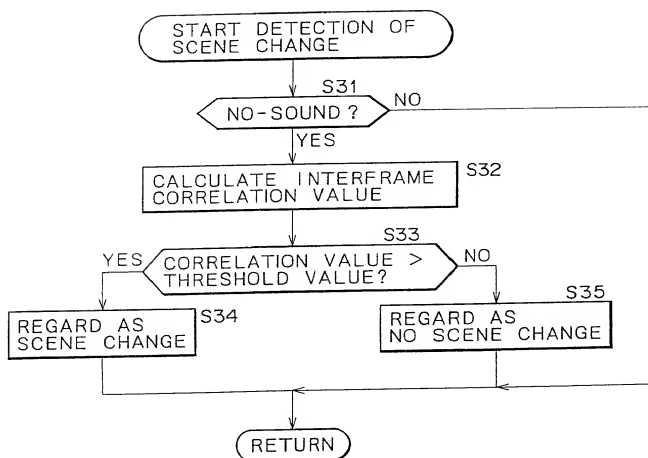 START DETECTION OF
SCENE CHANGE
S31
NO-SOUND?
NO
YES
CALCULATE INTERFRAME
CORRELATION VALUE
S32
S33
YES
CORRELATION VALUE >
THRESHOLD VALUE?
NO
REGARD AS
SCENE CHANGE
S34
S35
REGARD AS
NO SCENE CHANGE
RETURN